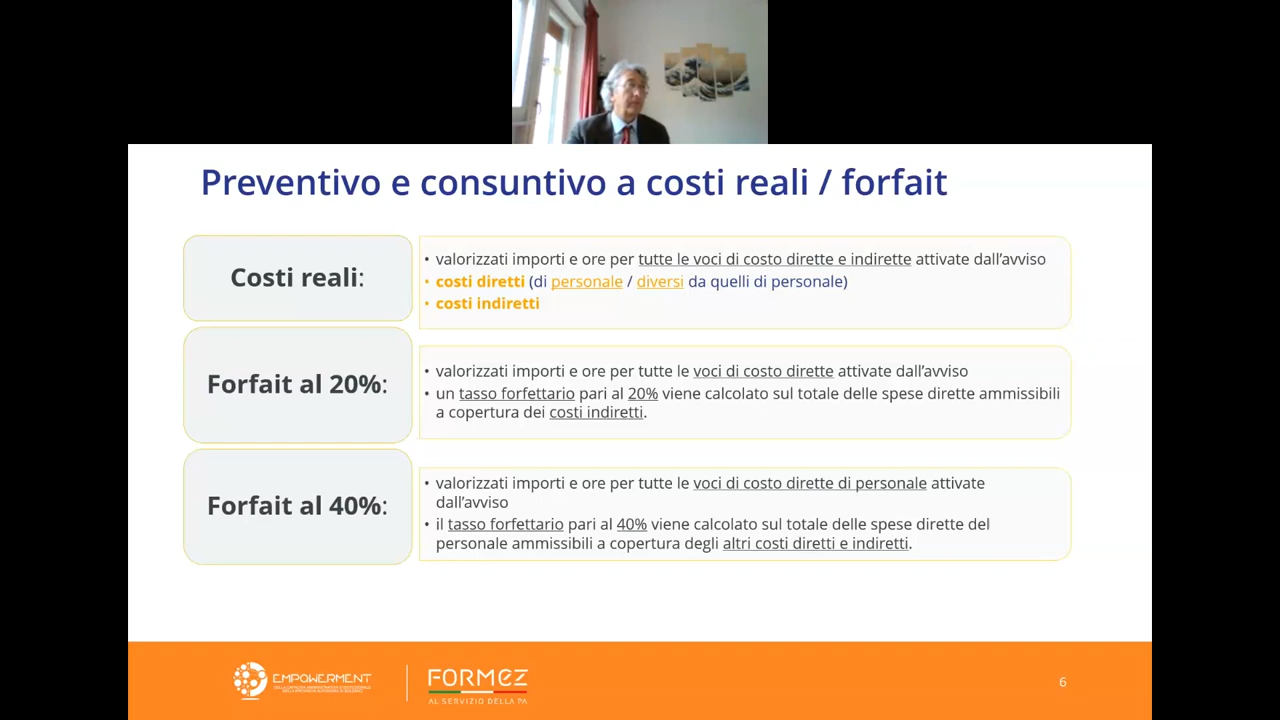 Preventivo e consuntivo a costi reali / forfait
Costi reali:
• valorizzati importi e ore per tutte le voci di costo dirette e indirette attivate dall’avviso
• costi diretti (di personale / diversi da quelli di personale)
• costi indiretti
Forfait al 20%:
• valorizzati importi e ore per tutte le voci di costo dirette attivate dall’avviso
• un tasso forfettario pari al 20% viene calcolato sul totale delle spese dirette ammissibili
a copertura dei costi indiretti.
Forfait al 40%:
• valorizzati importi e ore per tutte le voci di costo dirette di personale attivate
dall’avviso
• il tasso forfettario pari al 40% viene calcolato sul totale delle spese dirette del
personale ammissibili a copertura degli altri costi diretti e indiretti.
EMPOWERMENT
FORMEZ
AL SERVIZIO DELLA PA
6